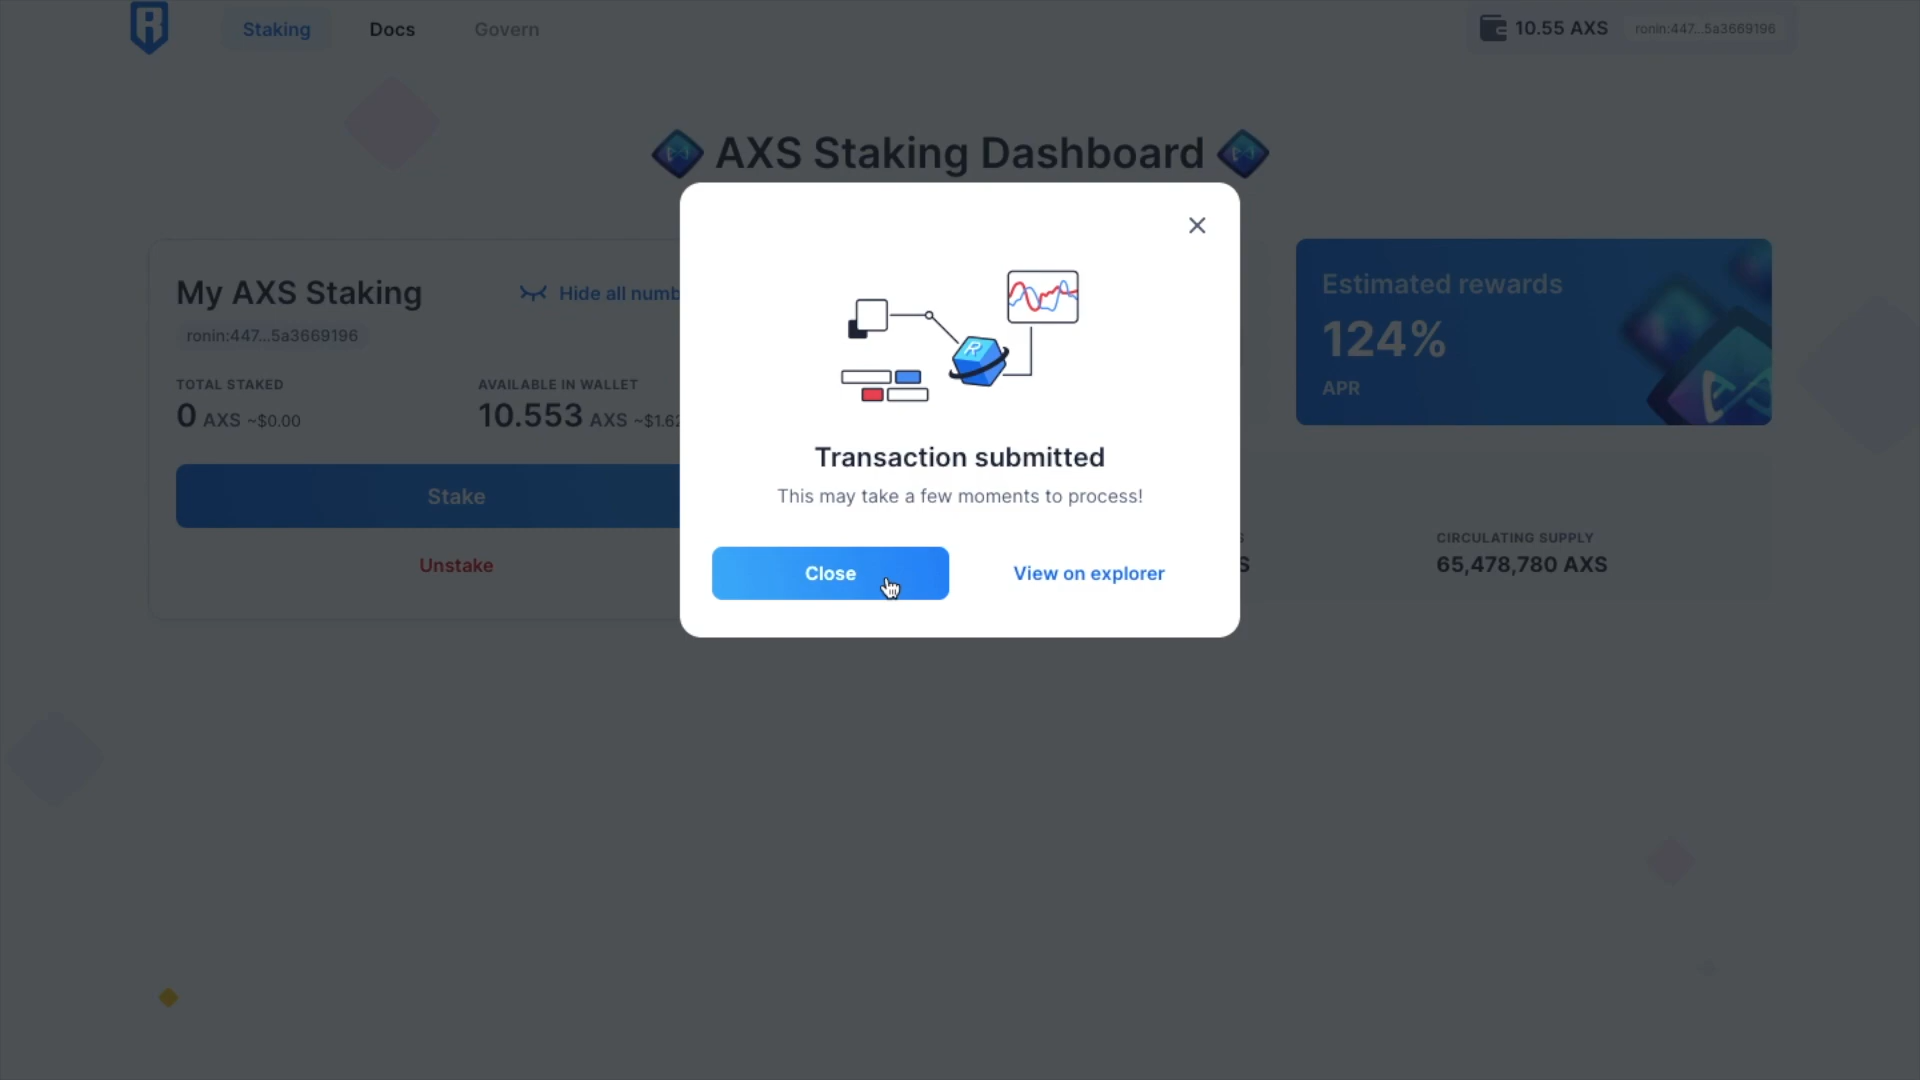 Staking
Docs
Govern
10.55 AXS
ronin:447...5a3669196
AXS Staking Dashboard
My AXS Staking
Hide all numb
ronin:447...5a3669196
TOTAL STAKED
0 AXS ~$0.00
AVAILABLE IN WALLET
10.553 AXS ~$1.62
Stake
Unstake
Transaction submitted
This may take a few moments to process!
Close
View on explorer
Estimated rewards
124%
APR
S
S
CIRCULATING SUPPLY
65,478,780 AXS